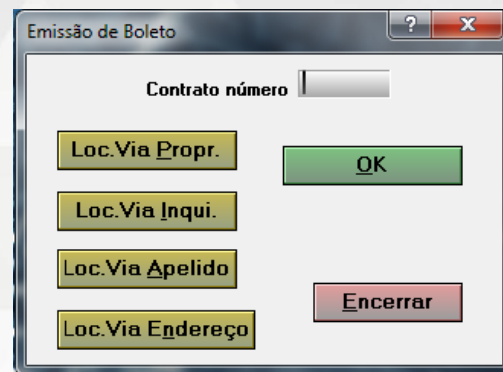 Emissão de Boleto
?
X
Contrato número
Loc.Via Propr.
OK
Loc.Via Inqui.
Loc.Via Apelido
Encerrar
Loc.Via Endereço